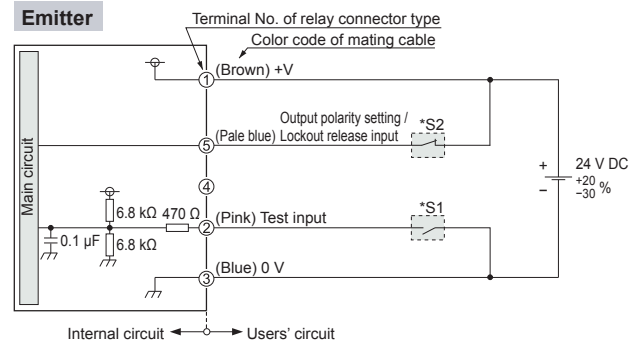 Emitter
Terminal No. of relay connector type
Color code of mating cable
1 (Brown) +V
Output polarity setting /
5 (Pale blue) Lockout release input
*S2
4
Main circuit
6.8 kΩ 470 Ω
2 (Pink) Test input
*S1
0.1 µF 6.8 kΩ
3 (Blue) 0 V
+
−
24 V DC
+20
−30 %
Internal circuit
Users' circuit